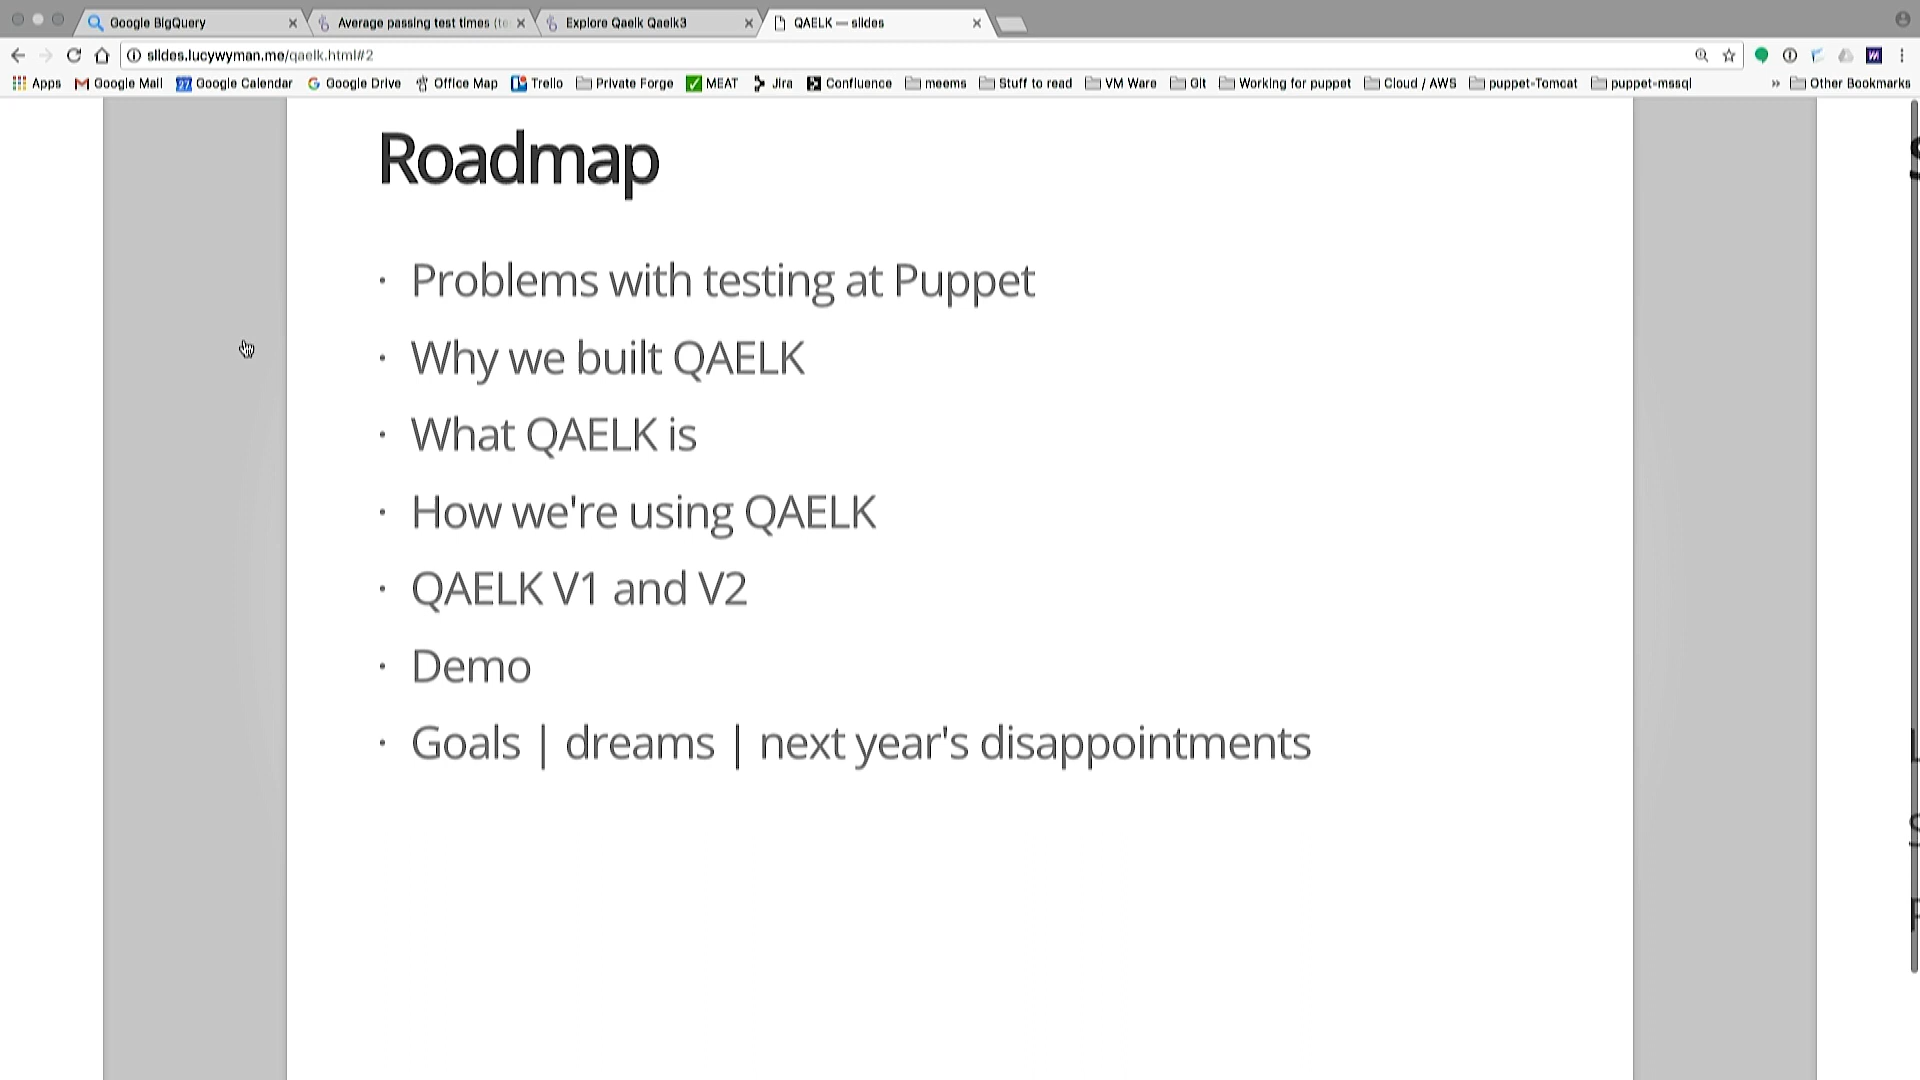 Google BigQuery
Average passing test times (te
Explore Qaelk Qaelk3
QAELK — slides
slides.lucywyman.me/qaelk.html#2
Apps
Google Mail
27 Google Calendar
Google Drive
Office Map
Trello
Private Forge
MEAT
Jira
Confluence
meems
Stuff to read
VM Ware
Git
Working for puppet
Cloud / AWS
puppet-Tomcat
puppet-mssql
» Other Bookmarks
Roadmap
· Problems with testing at Puppet
· Why we built QAELK
· What QAELK is
· How we're using QAELK
· QAELK V1 and V2
· Demo
· Goals | dreams | next year's disappointments